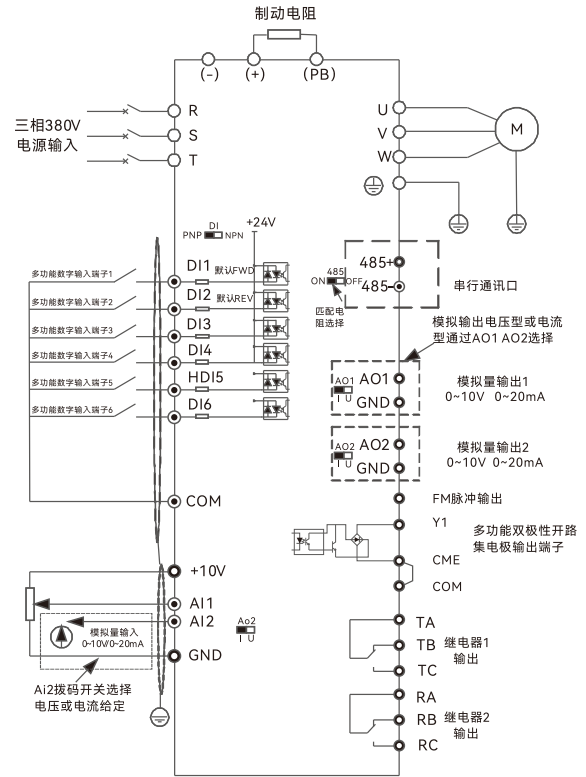 制动电阻
(-) (+) (PB)
三相380V
电源输入
R
S
T
U
V
W
M
+24V
DI
PNP NPN
多功能数字输入端子1
DI1 默认FWD
多功能数字输入端子2
DI2 默认REV
多功能数字输入端子3
DI3
多功能数字输入端子4
DI4
多功能数字输入端子5
HDI5
多功能数字输入端子6
DI6
COM
485+
485
ON OFF
485-
匹配电
阻选择
串行通讯口
模拟输出电压型或电流
型通过AO1 AO2选择
AO1
AO1
I U
GND
模拟量输出1
0~10V 0~20mA
AO2
AO2
I U
GND
模拟量输出2
0~10V 0~20mA
FM脉冲输出
Y1
多功能双极性开路
集电极输出端子
CME
COM
+10V
AI1
AI2
GND
模拟量输入
0~10V/0~20mA
Ai2拨码开关选择
电压或电流给定
Ao2
I U
TA
TB
TC
继电器1
输出
RA
RB
RC
继电器2
输出